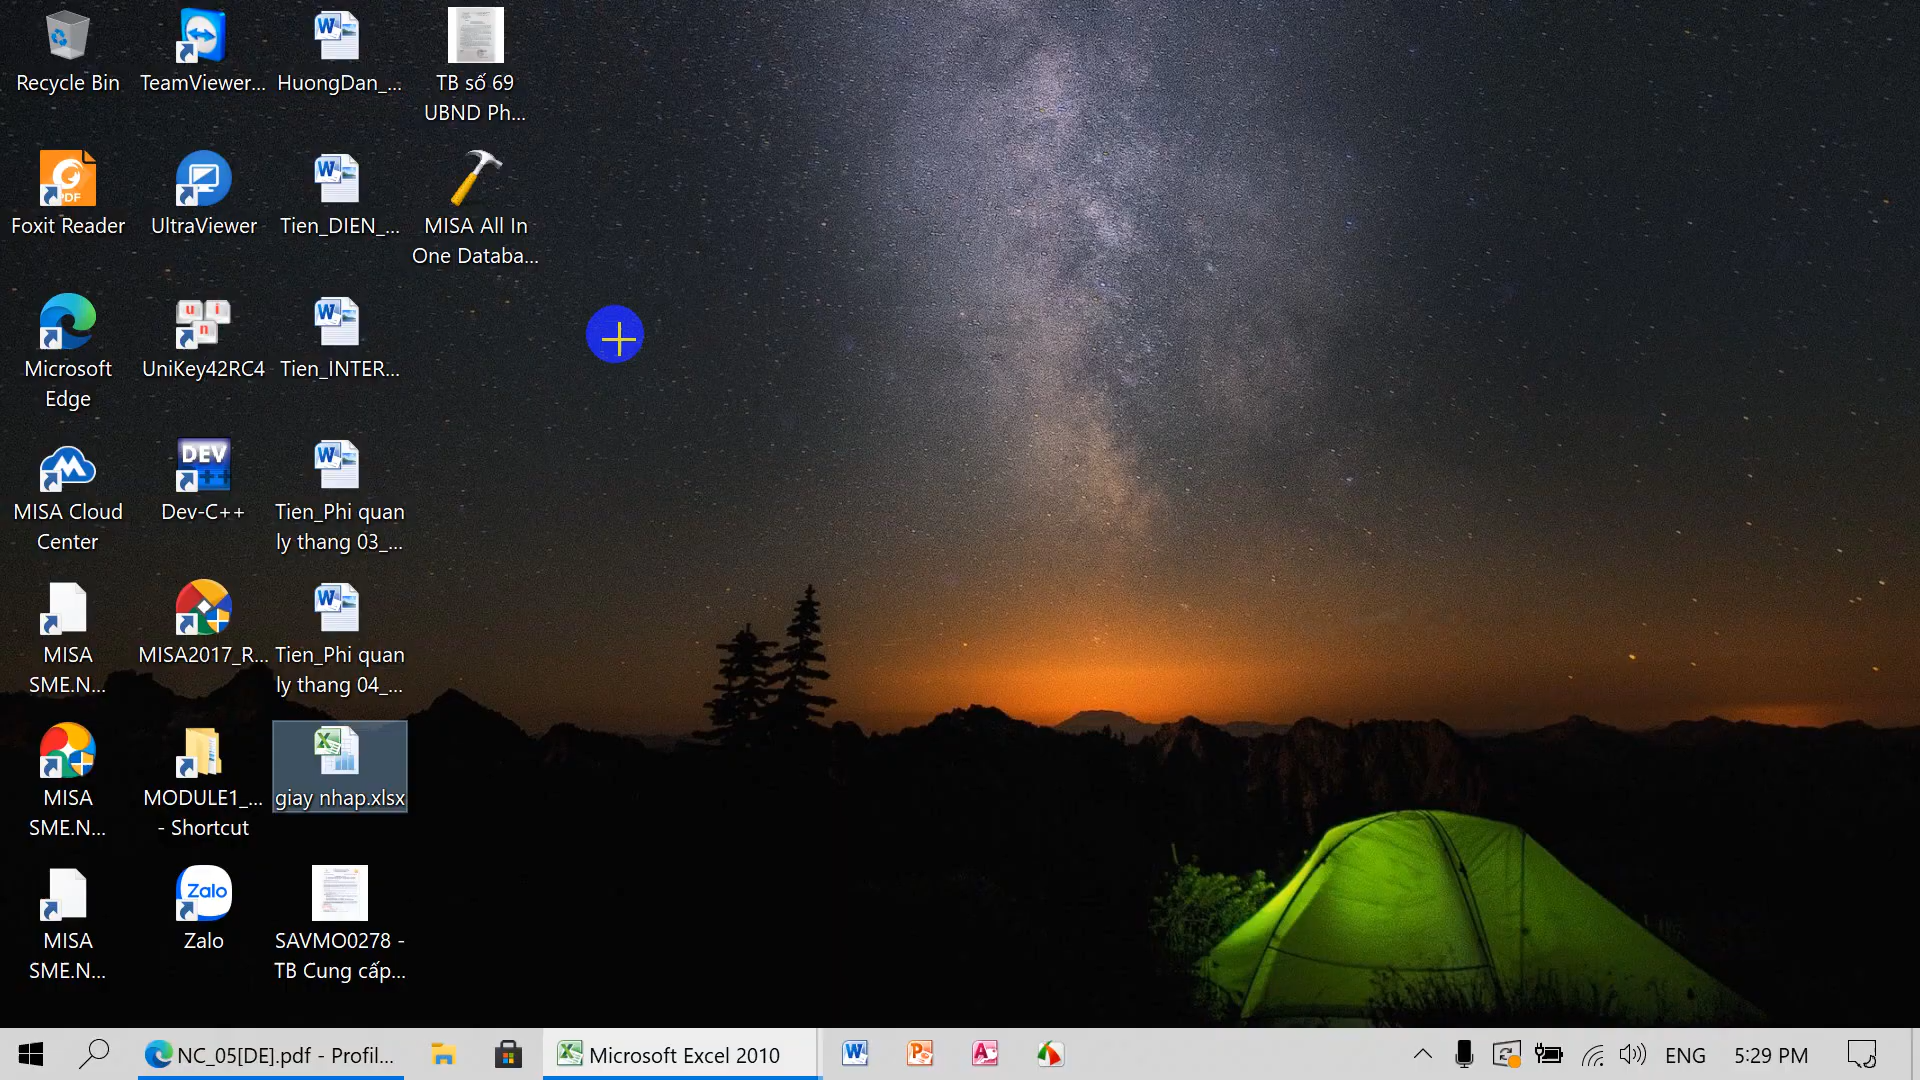 Recycle Bin
TeamViewer...
HuongDan_...
TB số 69
UBND Ph...
PDF
Foxit Reader
UltraViewer
Tien_DIEN_...
MISA All In
One Databa...
u i
n
Microsoft
Edge
UniKey42RC4
Tien_INTER...
DEV
++
MISA Cloud
Center
Dev-C++
Tien_Phi quan
ly thang 03_...
MISA
SME.N...
MISA2017_R...
Tien_Phi quan
ly thang 04_...
MISA
SME.N...
MODULE1_...
- Shortcut
giay nhap.xlsx
Zalo
MISA
SME.N...
Zalo
SAVMO0278 -
TB Cung cấp...
NC_05[DE].pdf - Profil...
Microsoft Excel 2010
ENG
5:29 PM